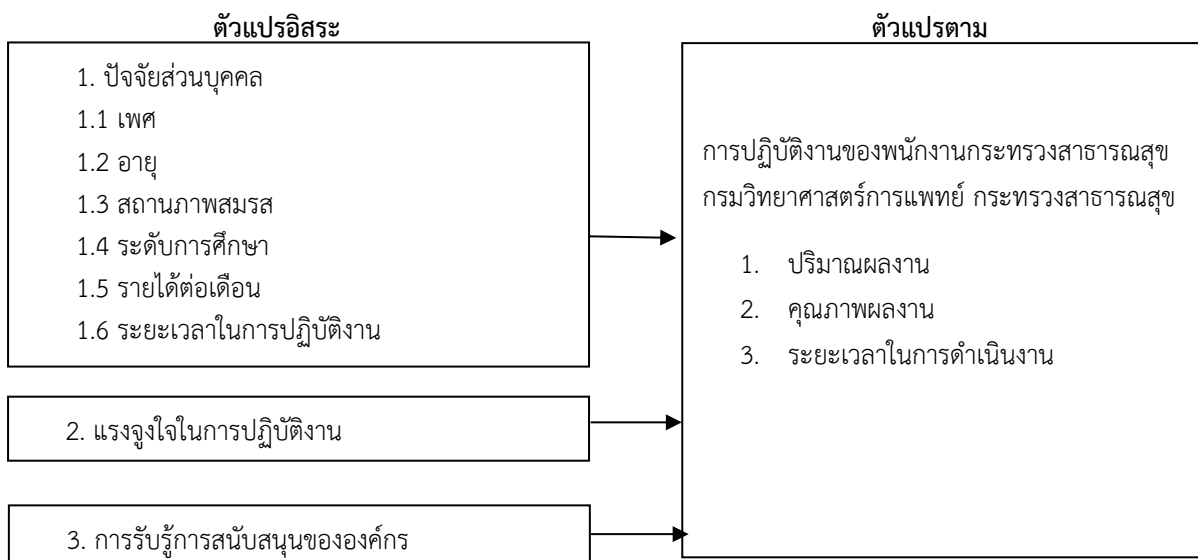 ตัวแปรอิสระ
1. ปัจจัยส่วนบุคคล
1.1 เพศ
1.2 อายุ
1.3 สถานภาพสมรส
1.4 ระดับการศึกษา
1.5 รายได้ต่อเดือน
1.6 ระยะเวลาในการปฏิบัติงาน
2. แรงจูงใจในการปฏิบัติงาน
3. การรับรู้การสนับสนุนขององค์กร
ตัวแปรตาม
การปฏิบัติงานของพนักงานกระทรวงสาธารณสุข
กรมวิทยาศาสตร์การแพทย์ กระทรวงสาธารณสุข
1. ปริมาณผลงาน
2. คุณภาพผลงาน
3. ระยะเวลาในการดำเนินงาน